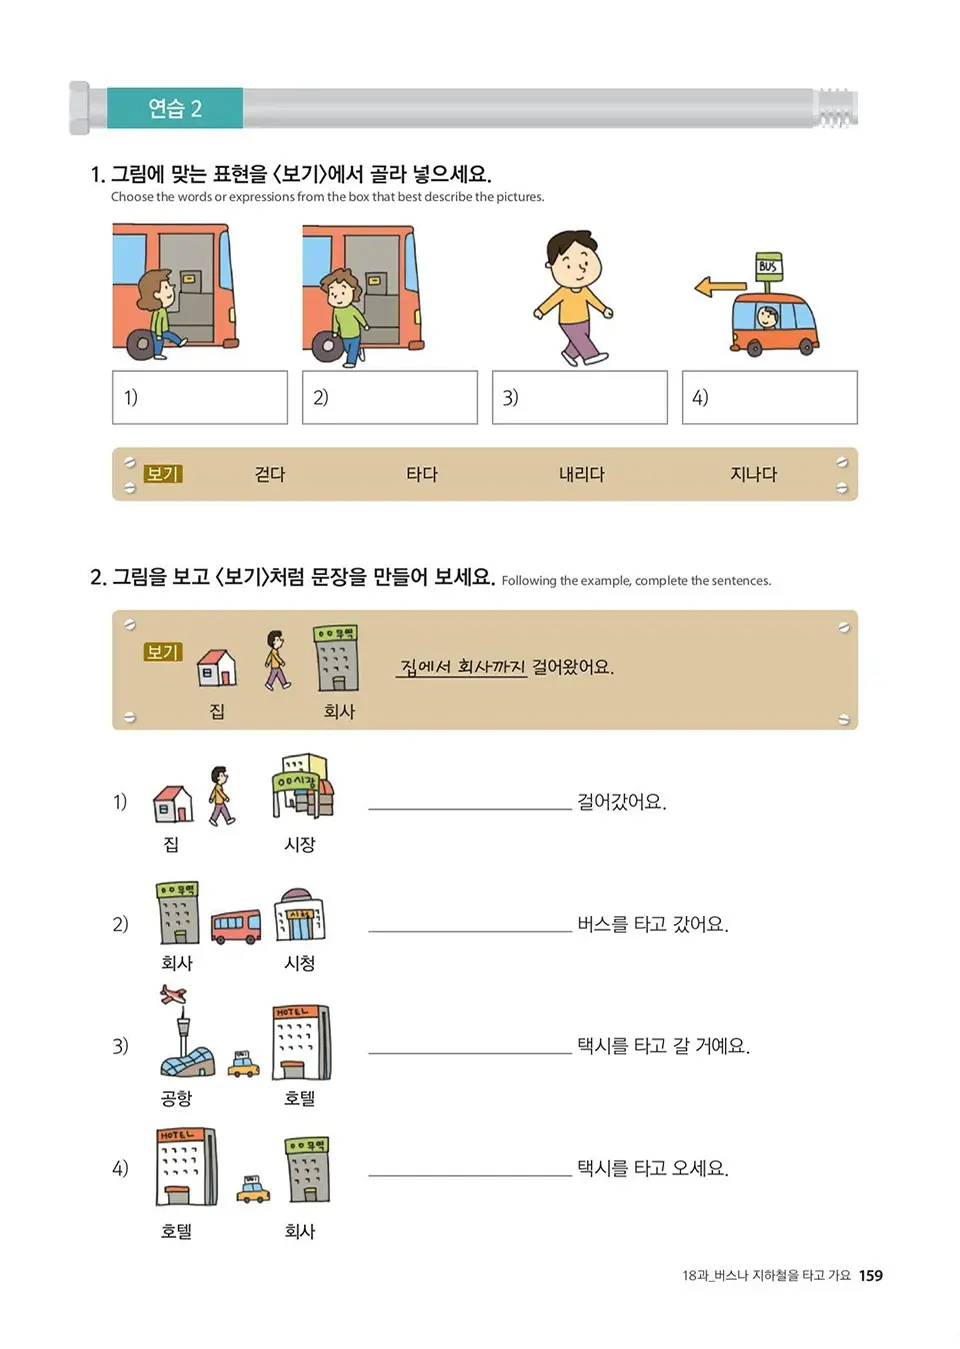 연습 2
1. 그림에 맞는 표현을 〈보기〉에서 골라 넣으세요.
Choose the words or expressions from the box that best describe the pictures.
BUS
1) 2) 3) 4)
보기 걷다 타다 내리다 지나다
2. 그림을 보고 〈보기〉처럼 문장을 만들어 보세요. Following the example, complete the sentences.
ㅇㅇ무역
보기 집에서 회사까지 걸어왔어요.
집 회사
ㅇㅇ시장
1) 걸어갔어요.
집 시장
ㅇㅇ무역
시청
2) 버스를 타고 갔어요.
회사 시청
HOTEL
3) 택시를 타고 갈 거예요.
공항 호텔
HOTEL ㅇㅇ무역
4) 택시를 타고 오세요.
호텔 회사
18과_버스나 지하철을 타고 가요 159